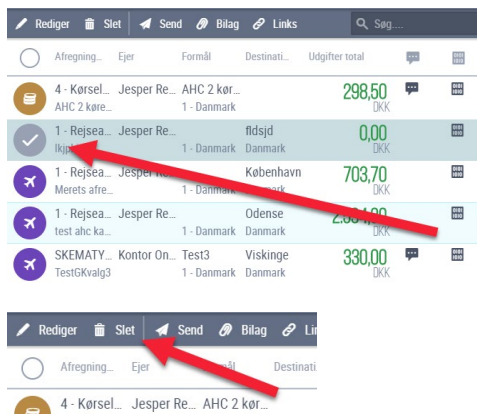 Rediger Slet Send Bilag Links Søg....
Afregning... Ejer Formål Destinati... Udgifter total
4 - Kørsel... Jesper Re... AHC 2 kør... 298,50
AHC 2 køre... 1 - Danmark DKK
1 - Rejsea... Jesper Re... fldsjd 0,00
1 - Danmark Danmark DKK
1 - Rejsea... København 703,70
Merets afre... 1 - Danmark DKK
1 - Rejsea... Jesper Re... Odense
test ahc ka... 1 - Danmark Danmark DKK
SKEMATY... Kontor On... Test3 Viskinge 330,00
TestGKvalg3 1 - Danmark Danmark DKK
Rediger Slet Send Bilag
Afregning... Ejer Destinati
4 - Kørsel... Jesper Re... AHC 2 kør...